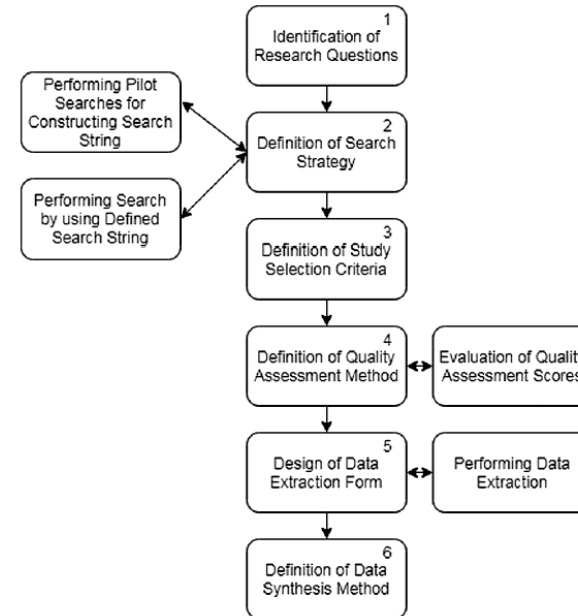 1
Identification of
Research Questions
Performing Pilot
Searches for
Constructing Search
String
2
Definition of Search
Strategy
Performing Search
by using Defined
Search String
3
Definition of Study
Selection Criteria
4
Definition of Quality
Assessment Method
Evaluation of Quality
Assessment Scores
5
Design of Data
Extraction Form
Performing Data
Extraction
6
Definition of Data
Synthesis Method